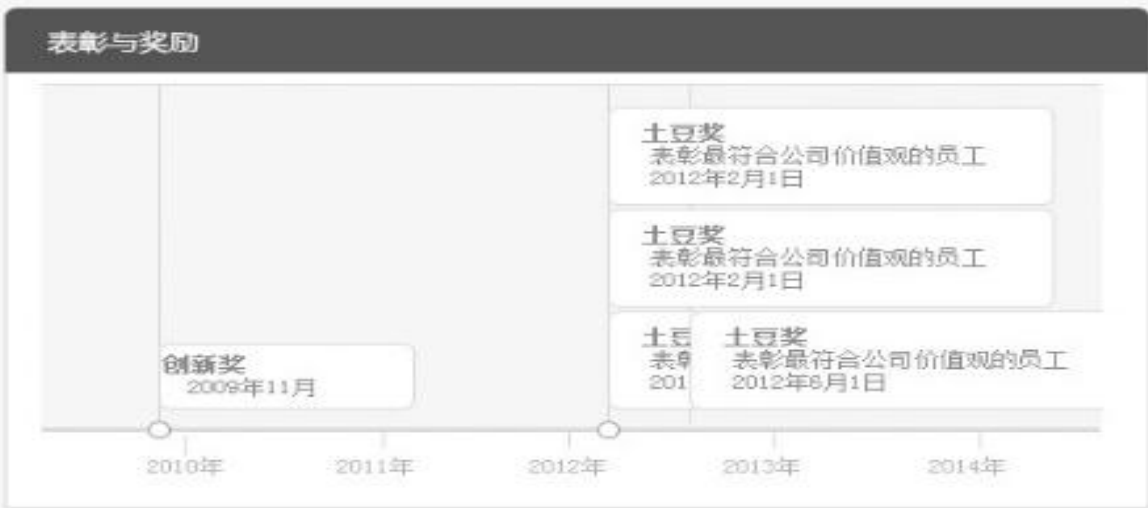 表彰与奖励
土豆奖
表彰最符合公司价值观的员工
2012年2月1日
土豆奖
表彰最符合公司价值观的员工
2012年2月1日
土豆
表彰
201
土豆奖
表彰最符合公司价值观的员工
2012年6月1日
创新奖
2009年11月
2010年
2011年
2012年
2013年
2014年